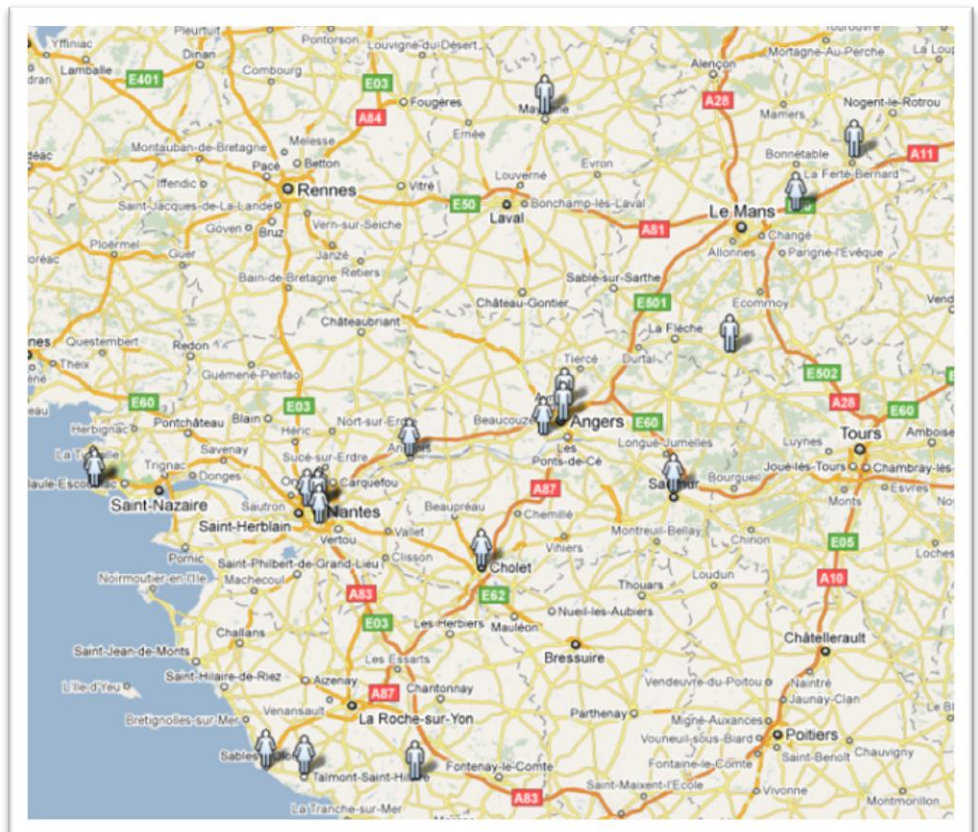 Pleurtuit
Pontorson
Louvigné-du-Désert
Yffiniac
Dinan
Mortagne-Au-Perche
Lamballe
E401
Combourg
E03
Alençon
Fougères
A28
Nogent-le-Rotrou
A84
Mamers
Ernée
Montauban-de-Bretagne
Melesse
Pacé
Betton
Bonnétable
A11
Evron
Iffendic
Rennes
Vitré
Louverné
La Ferté-Bernard
Saint-Jacques-de-La-Lande
E50
Bonchamp-lès-Laval
Laval
Le Mans
Goven
Bruz
Vern-sur-Seiche
A81
Changé
Ploërmel
Guer
Janzé
Allonnes
Parigné-l'Évêque
Retiers
Bain-de-Bretagne
Sablé-sur-Sarthe
Château-Gontier
E501
Ecommoy
Châteaubriant
La Flèche
Questembert
Redon
Theix
Guémené-Penfao
Tiercé
Durtal
E502
E60
E03
A28
E60
Blain
Nort-sur-Erdre
Beaucouzé
Angers
E60
Herbignac
Pontchâteau
Héric
Longué-Jumelles
Luynes
Tours
Amboise
Savenay
Sucé-sur-Erdre
Les
Ponts-de-Cé
Trignac
Donges
Carquefou
A87
Bourgueil
Joué-lès-Tours
Chambray-lès
Saint-Nazaire
Sautron
Nantes
Beaupréau
Chemillé
Monts
Esvres
Saint-Herblain
Vertou
Vallet
Montreuil-Bellay
Chinon
E05
Pornic
Clisson
Vihiers
Loches
Saint-Philbert-de-Grand-Lieu
Cholet
Noirmoutier-en-l'Ile
Machecoul
Thouars
Loudun
A10
A83
E62
Nueil-les-Aubiers
Challans
E03
Les Herbiers
Mauléon
Châtellerault
Saint-Jean-de-Monts
Bressuire
Les Essarts
Saint-Hilaire-de-Riez
Aizenay
L'Ile d'Yeu
A87
Chantonnay
Vendeuvre-du-Poitou
Naintré
Jaunay-Clan
Venansault
Brétignolles-sur-Mer
La Roche-sur-Yon
Parthenay
Migné-Auxances
Poitiers
Vouneuil-sous-Biard
Saint-Benoît
Chauvigny
Fontaine-le-Comte
Talmont-Saint-Hilaire
Fontenay-le-Comte
Saint-Maixent-l'Ecole
Vivonne
A83
Montmorillon
La Tranche-sur-Mer